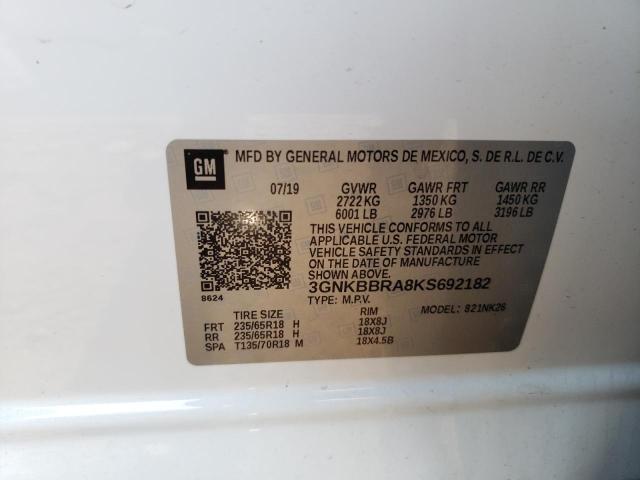 GM MFD BY GENERAL MOTORS DE MEXICO, S. DE R.L. DE C.V.
07/19 GVWR GAWR FRT GAWR RR
2722 KG 1350 KG 1450 KG
6001 LB 2976 LB 3196 LB
THIS VEHICLE CONFORMS TO ALL
APPLICABLE U.S. FEDERAL MOTOR
VEHICLE SAFETY STANDARDS IN EFFECT
ON THE DATE OF MANUFACTURE
SHOWN ABOVE.
8624 3GNKBBRA8KS692182
TYPE: M.P.V. MODEL: 821NK26
TIRE SIZE RIM
FRT 235/65R18 H 18X8J
RR 235/65R18 H 18X8J
SPA T135/70R18 M 18X4.5B